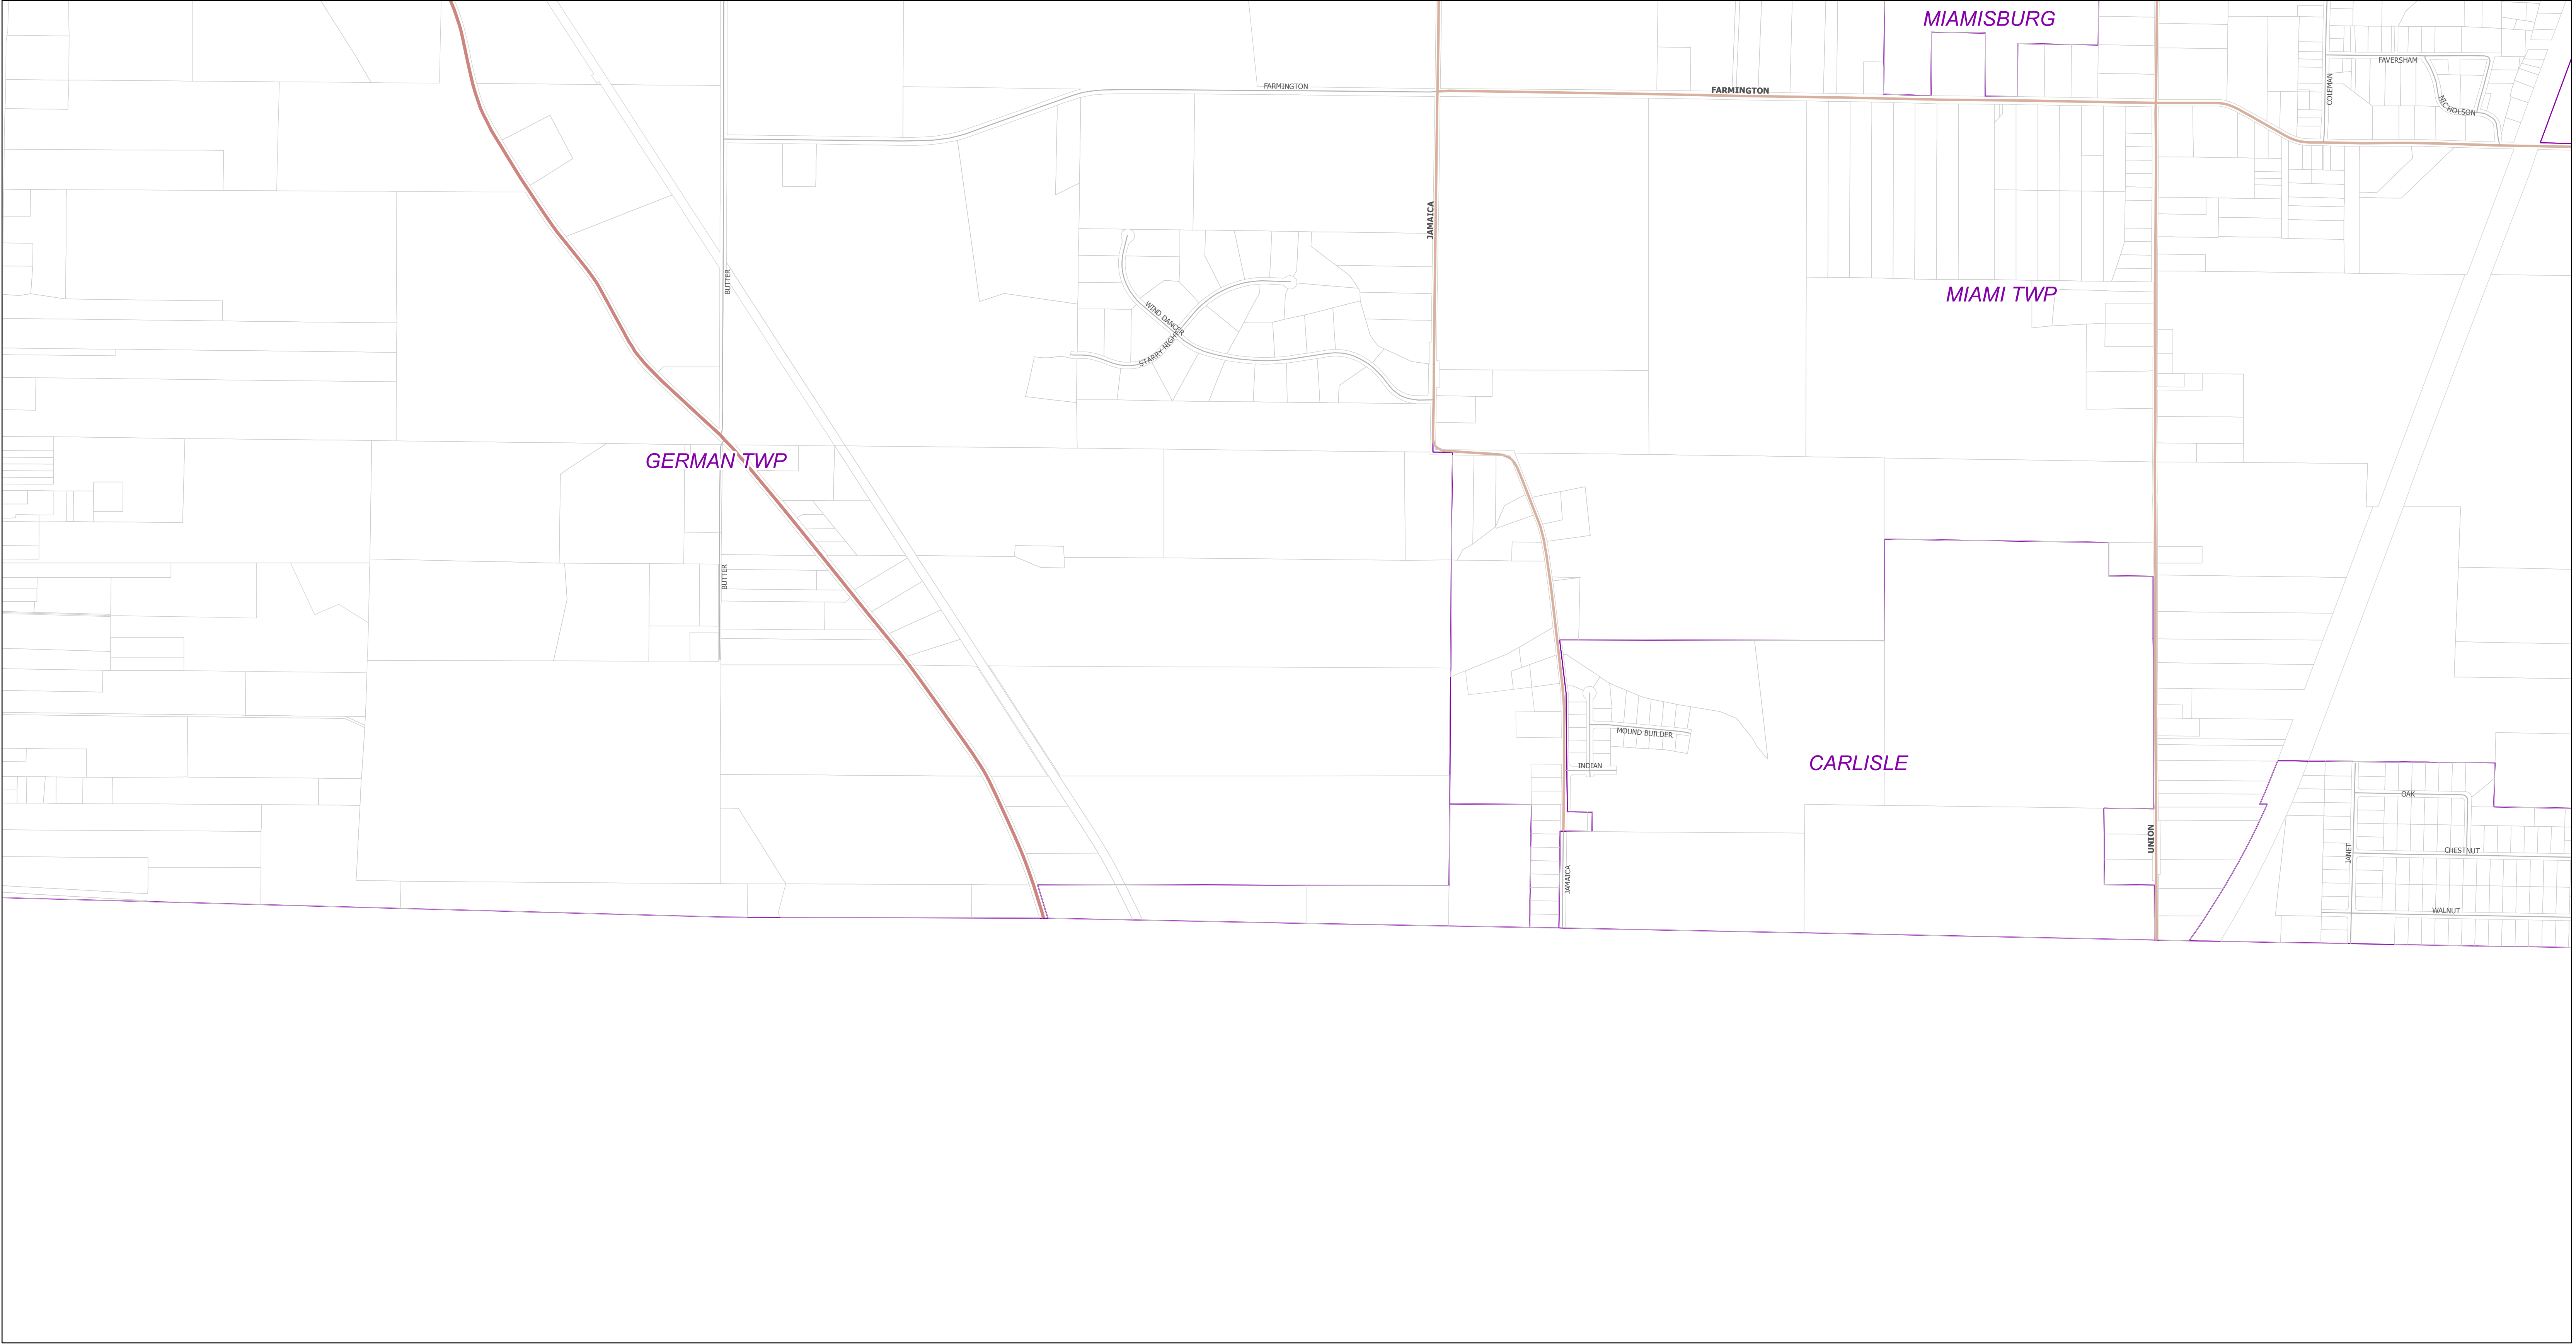 MIAMISBURG
FAVERSHAM
COLEMAN
NICHOLSON
FARMINGTON
FARMINGTON
JAMAICA
BUTTER
MIAMI TWP
WIND DANCER
STARRY NIGHT
GERMAN TWP
BUTTER
MOUND BUILDER
INDIAN
CARLISLE
OAK
UNION
JANET
CHESTNUT
JAMAICA
WALNUT